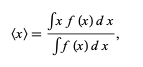 ⟨x⟩ = ∫x f (x) d x / ∫f (x) d x,